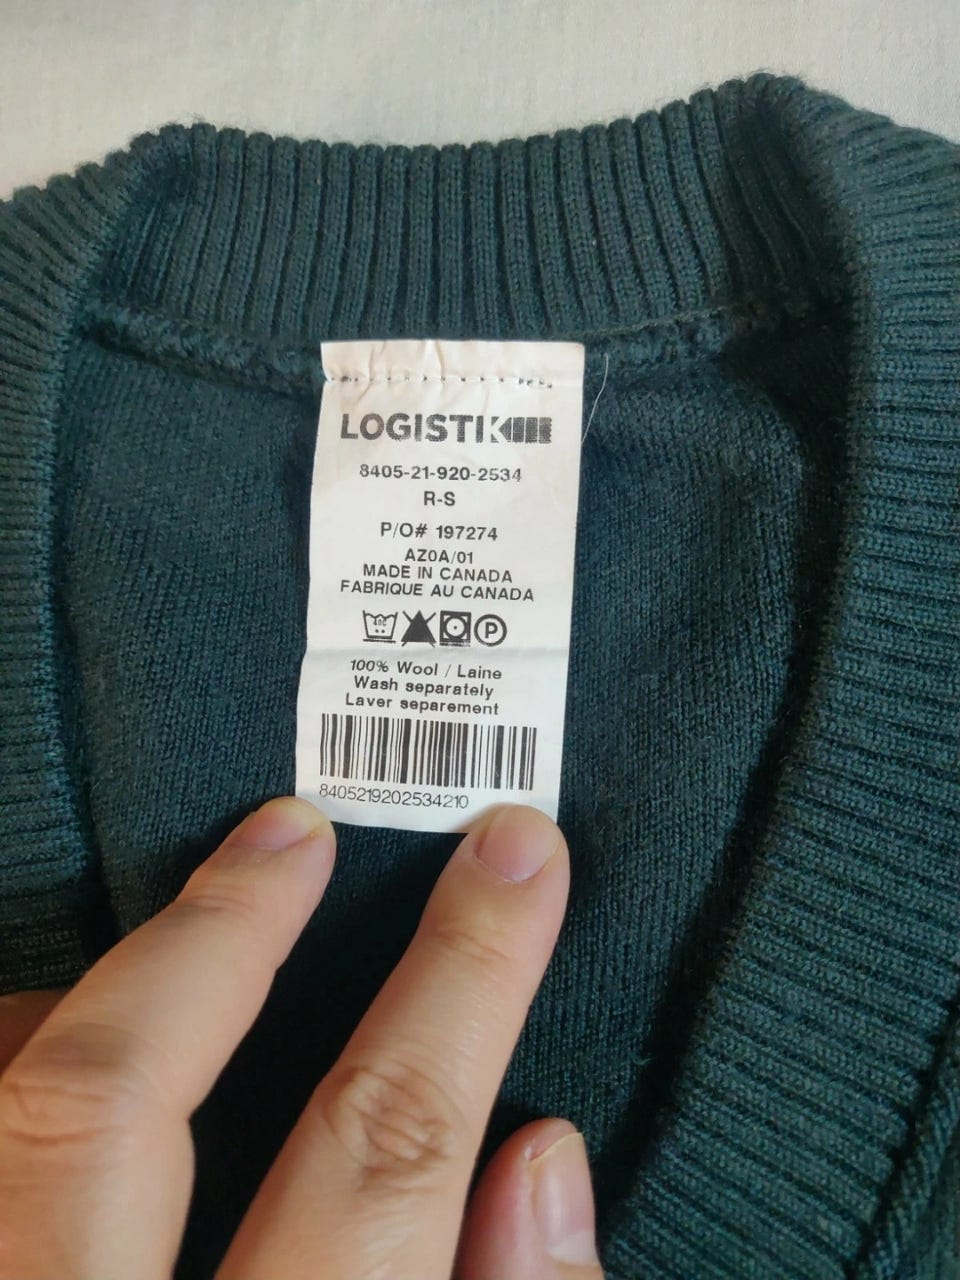 LOGISTIK
8405-21-920-2534
R-S
P/O# 197274
AZ0A/01
MADE IN CANADA
FABRIQUE AU CANADA
40C P
100% Wool / Laine
Wash separately
Laver separement
8405219202534210